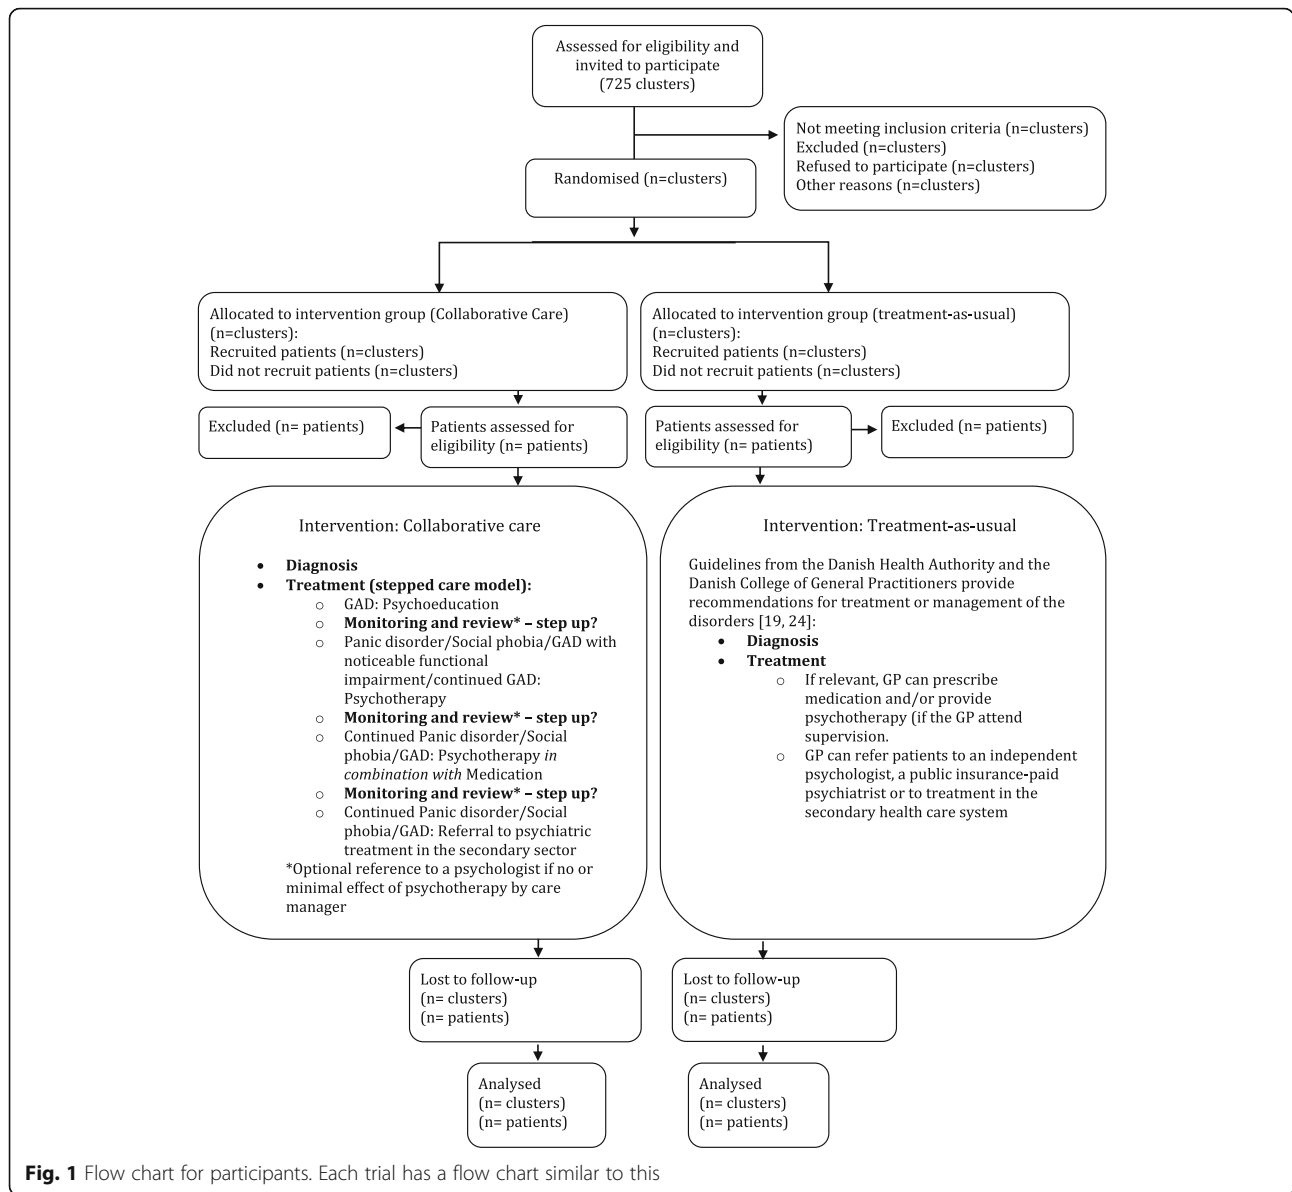 Assessed for eligibility and
invited to participate
(725 clusters)
Not meeting inclusion criteria (n=clusters)
Excluded (n=clusters)
Refused to participate (n=clusters)
Other reasons (n=clusters)
Randomised (n=clusters)
Allocated to intervention group (Collaborative Care)
(n=clusters):
Recruited patients (n=clusters)
Did not recruit patients (n=clusters)
Allocated to intervention group (treatment-as-usual)
(n=clusters):
Recruited patients (n=clusters)
Did not recruit patients (n=clusters)
Excluded (n= patients)
Patients assessed for
eligibility (n= patients)
Patients assessed for
eligibility (n= patients)
Excluded (n= patients)
Intervention: Collaborative care
• Diagnosis
• Treatment (stepped care model):
○ GAD: Psychoeducation
○ Monitoring and review* – step up?
○ Panic disorder/Social phobia/GAD with
noticeable functional
impairment/continued GAD:
Psychotherapy
○ Monitoring and review* – step up?
○ Continued Panic disorder/Social
phobia/GAD: Psychotherapy in
combination with Medication
○ Monitoring and review* – step up?
○ Continued Panic disorder/Social
phobia/GAD: Referral to psychiatric
treatment in the secondary sector
*Optional reference to a psychologist if no or
minimal effect of psychotherapy by care
manager
Intervention: Treatment-as-usual
Guidelines from the Danish Health Authority and the
Danish College of General Practitioners provide
recommendations for treatment or management of the
disorders [19, 24]:
• Diagnosis
• Treatment
○ If relevant, GP can prescribe
medication and/or provide
psychotherapy (if the GP attend
supervision.
○ GP can refer patients to an independent
psychologist, a public insurance-paid
psychiatrist or to treatment in the
secondary health care system
Lost to follow-up
(n= clusters)
(n= patients)
Lost to follow-up
(n= clusters)
(n= patients)
Analysed
(n= clusters)
(n= patients)
Analysed
(n= clusters)
(n= patients)
Fig. 1 Flow chart for participants. Each trial has a flow chart similar to this